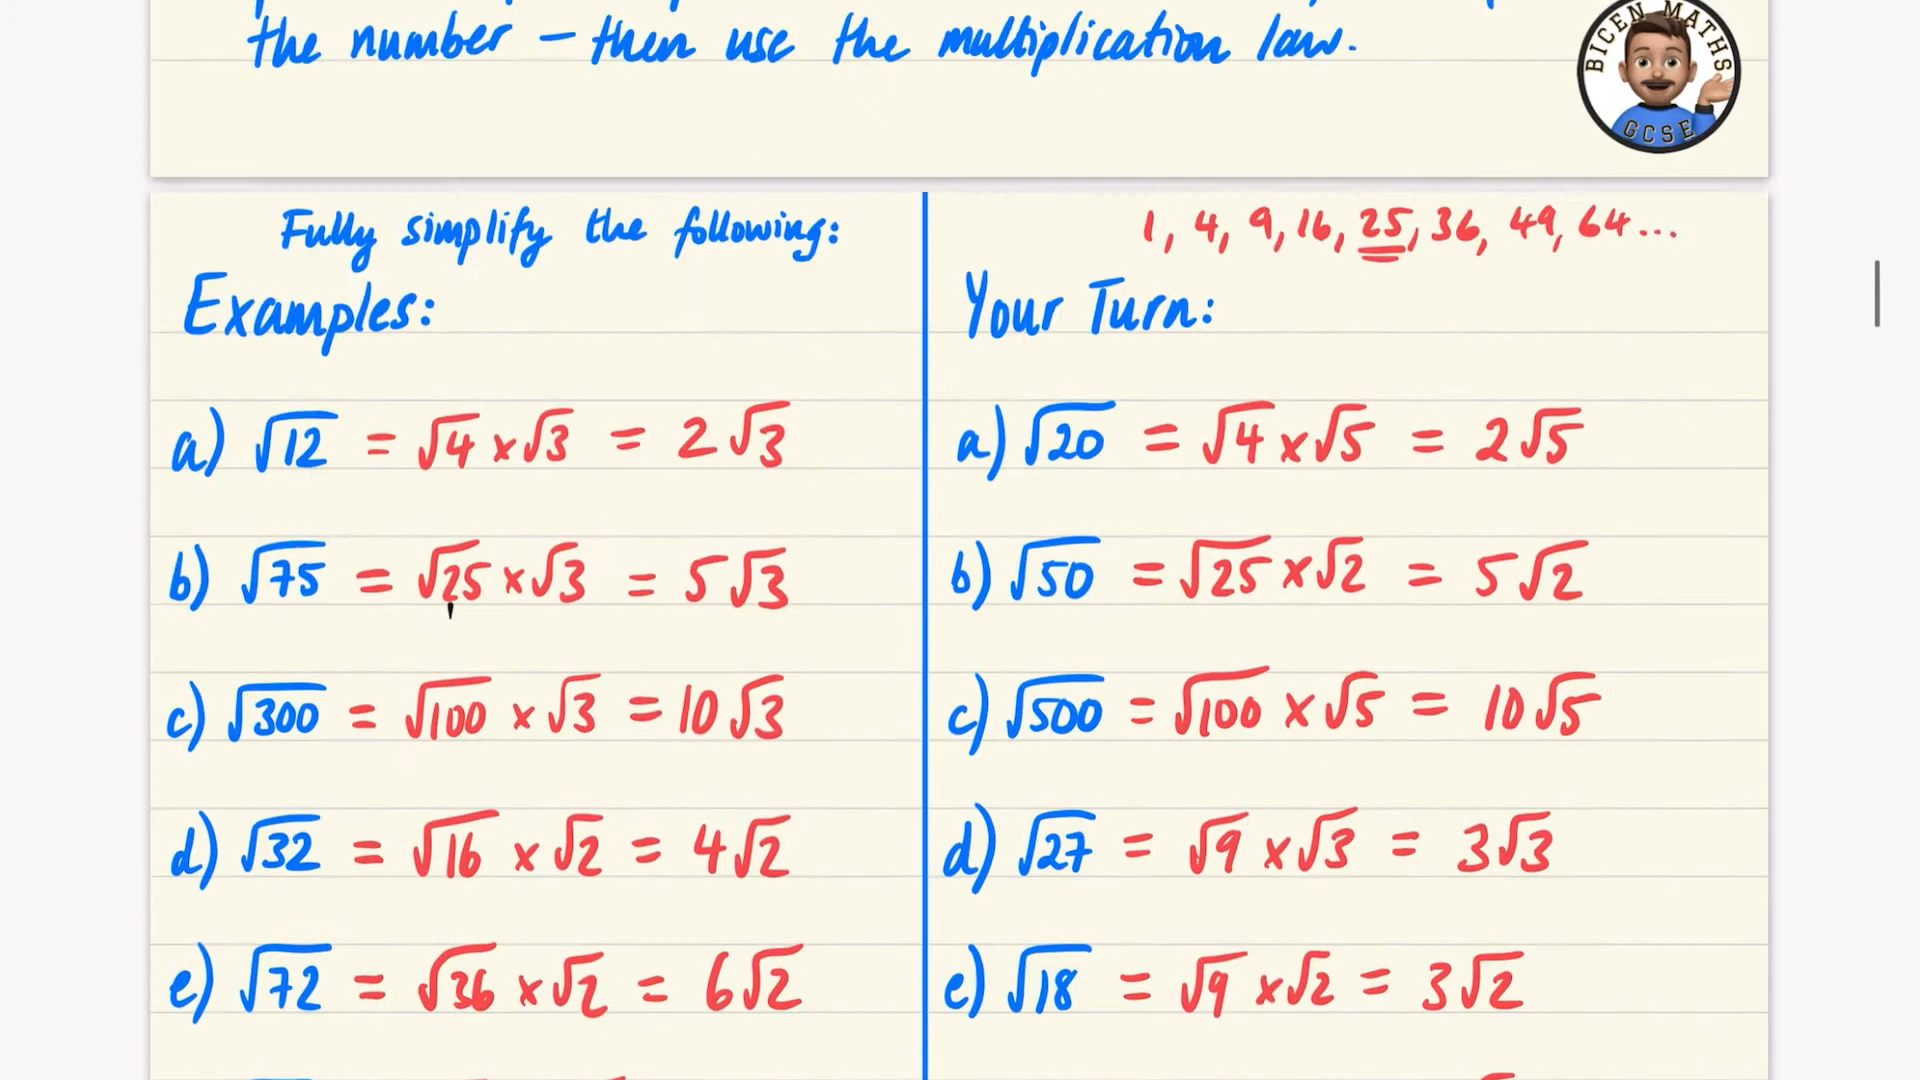 the number – then use the multiplication law.
BICEN MATHS
GCSE
Fully simplify the following:
Examples:
a) √12 = √4 × √3 = 2√3
b) √75 = √25 × √3 = 5√3
c) √300 = √100 × √3 = 10√3
d) √32 = √16 × √2 = 4√2
e) √72 = √36 × √2 = 6√2
1, 4, 9, 16, 25, 36, 49, 64...
Your Turn:
a) √20 = √4 × √5 = 2√5
b) √50 = √25 × √2 = 5√2
c) √500 = √100 × √5 = 10√5
d) √27 = √9 × √3 = 3√3
e) √18 = √9 × √2 = 3√2